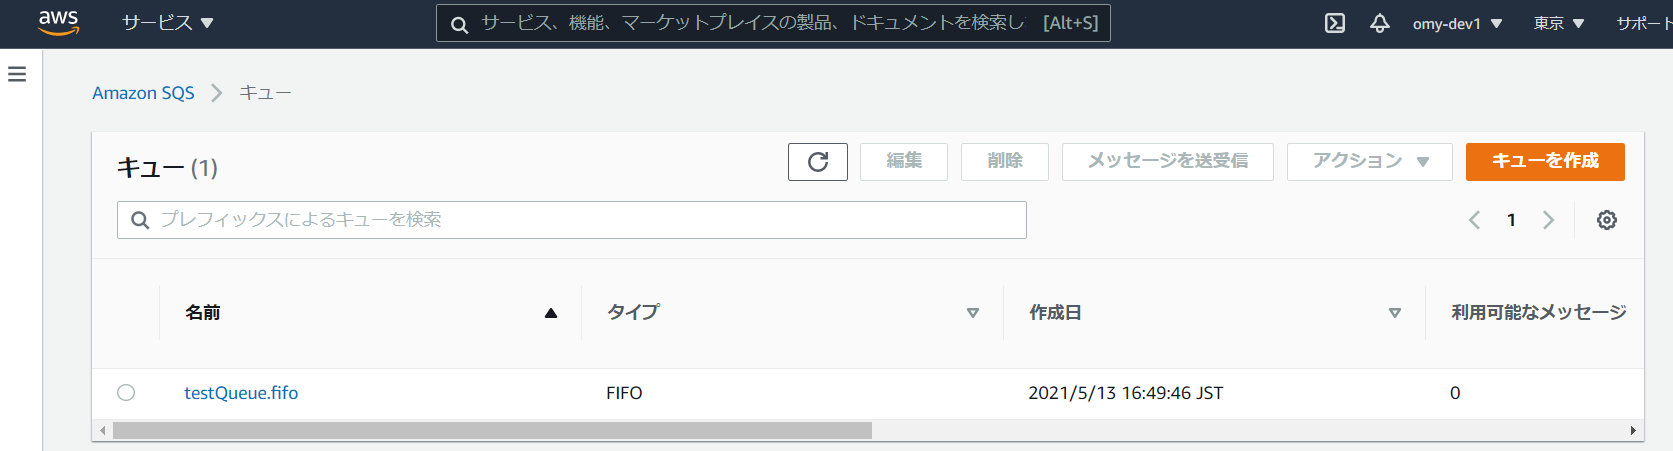 aws サービス サービス、機能、マーケットプレイスの製品、ドキュメントを検索し [Alt+S] omy-dev1 東京 サポート
Amazon SQS キュー
キュー (1) 編集 削除 メッセージを送受信 アクション キューを作成
プレフィックスによるキューを検索 1
名前 タイプ 作成日 利用可能なメッセージ
testQueue.fifo FIFO 2021/5/13 16:49:46 JST 0